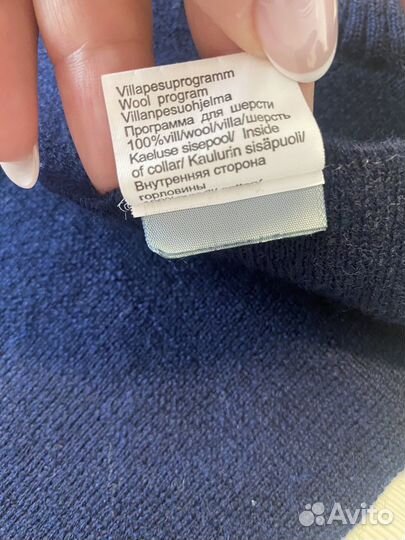 Villapesuprogramm
Wool program
Villanpesuohjelma
Программа для шерсти
100%vill/wool/villa/шерсть
Kaeluse sisepool/ Inside
of collar/ Kaulurin sisäpuoli/
Внутренняя сторона
горловины
Avito